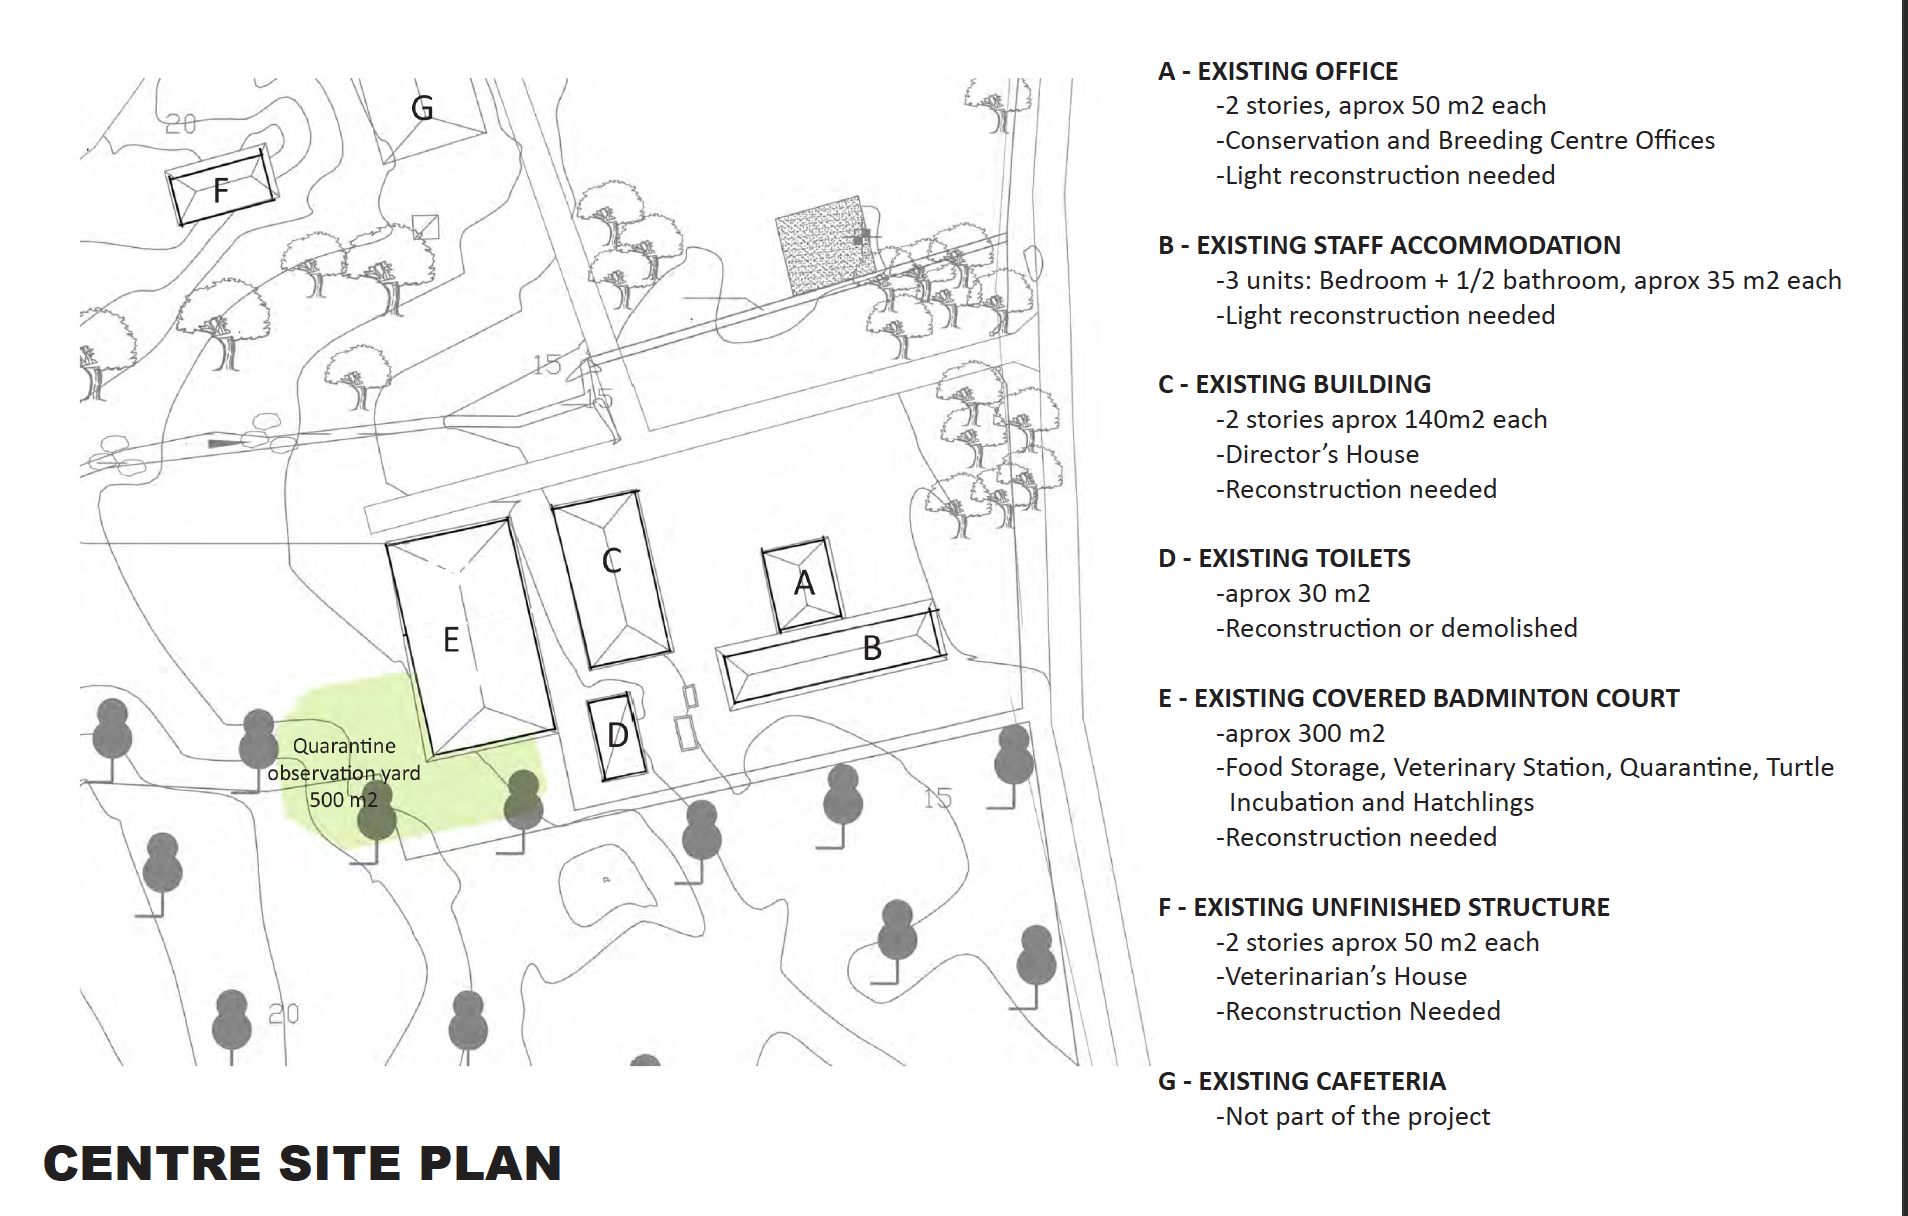 A - EXISTING OFFICE
-2 stories, aprox 50 m2 each
-Conservation and Breeding Centre Offices
-Light reconstruction needed
B - EXISTING STAFF ACCOMMODATION
-3 units: Bedroom + 1/2 bathroom, aprox 35 m2 each
-Light reconstruction needed
C - EXISTING BUILDING
-2 stories aprox 140m2 each
-Director’s House
-Reconstruction needed
D - EXISTING TOILETS
-aprox 30 m2
-Reconstruction or demolished
E - EXISTING COVERED BADMINTON COURT
-aprox 300 m2
-Food Storage, Veterinary Station, Quarantine, Turtle
Incubation and Hatchlings
-Reconstruction needed
F - EXISTING UNFINISHED STRUCTURE
-2 stories aprox 50 m2 each
-Veterinarian’s House
-Reconstruction Needed
G - EXISTING CAFETERIA
-Not part of the project
G
20
F
15
15
C
A
E
B
D
Quarantine
observation yard
500 m2
15
20
CENTRE SITE PLAN